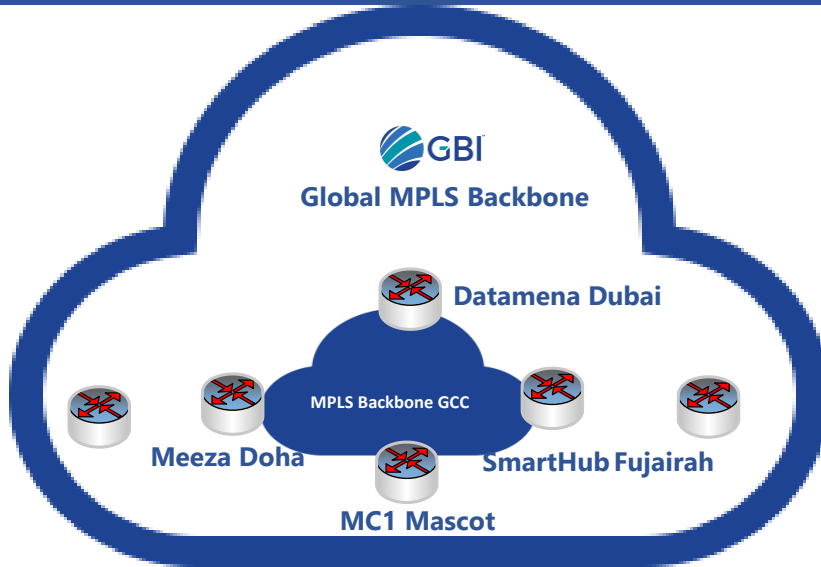 GBI
Global MPLS Backbone
Datamena Dubai
MPLS Backbone GCC
Meeza Doha
SmartHub Fujairah
MC1 Mascot